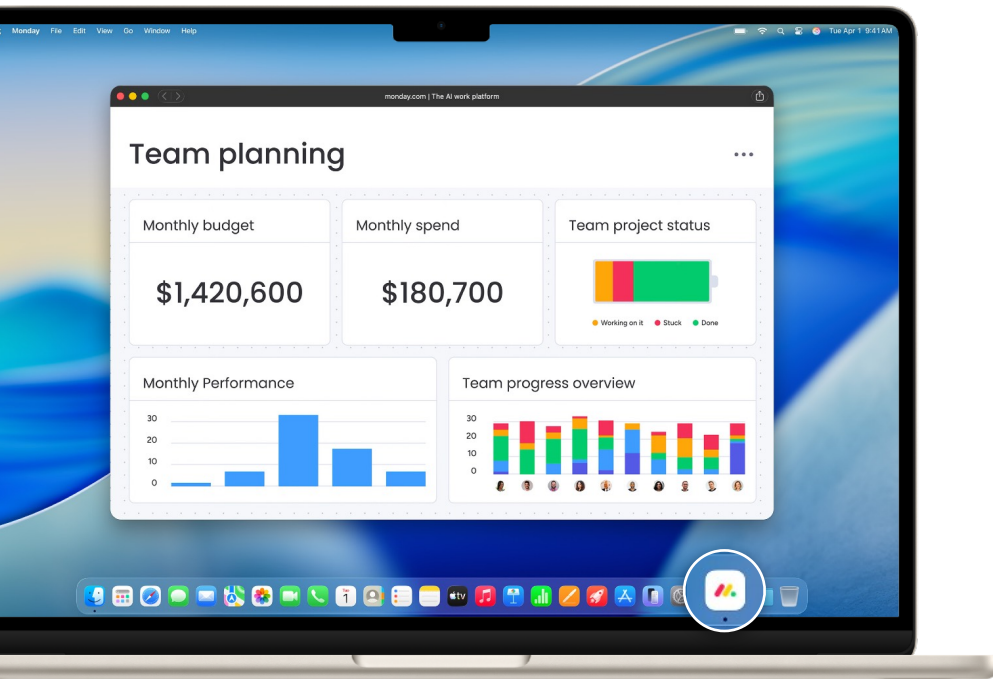 Monday File Edit View Go Window Help
Tue Apr 1 9:41 AM
monday.com | The AI work platform
Team planning
Monthly budget
$1,420,600
Monthly spend
$180,700
Team project status
Working on it Stuck Done
Monthly Performance
30
20
10
0
Team progress overview
30
20
10
0
1
tv